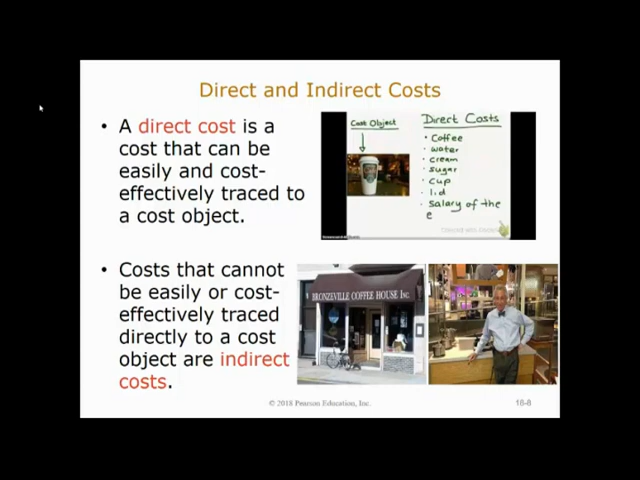 Direct and Indirect Costs
• A direct cost is a
cost that can be
easily and cost-
effectively traced to
a cost object.
Cost Object
Direct Costs
• Coffee
• water
• cream
• sugar
• cup
• lid
• salary of the
e
• Costs that cannot
be easily or cost-
effectively traced
directly to a cost
object are indirect
costs.
BRONZEVILLE COFFEE HOUSE Inc.
© 2018 Pearson Education, Inc.